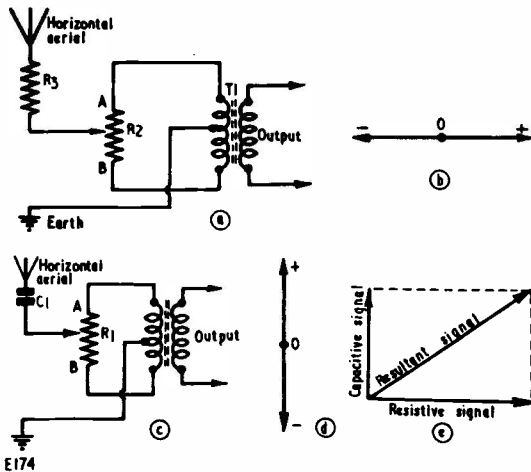 Horizontal
aerial
R3
A
R2
B
T1
Output
Earth
a
- O +
b
Horizontal
aerial
C1
A
R1
B
Output
c
E174
+
O
-
d
Capacitive signal
Resultant signal
Resistive signal
e